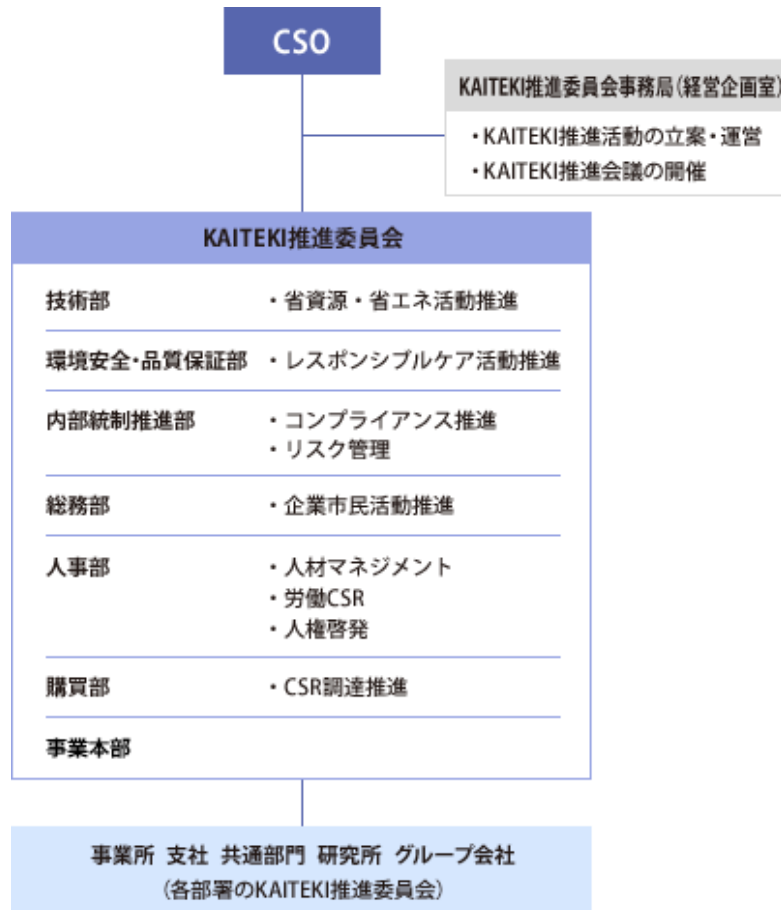 CSO
KAITEKI推進委員会事務局(経営企画室)
・KAITEKI推進活動の立案・運営
・KAITEKI推進会議の開催
KAITEKI推進委員会
技術部 ・省資源・省エネ活動推進
環境安全・品質保証部 ・レスポンシブルケア活動推進
内部統制推進部 ・コンプライアンス推進
・リスク管理
総務部 ・企業市民活動推進
人事部 ・人材マネジメント
・労働CSR
・人権啓発
購買部 ・CSR調達推進
事業本部
事業所 支社 共通部門 研究所 グループ会社
(各部署のKAITEKI推進委員会)